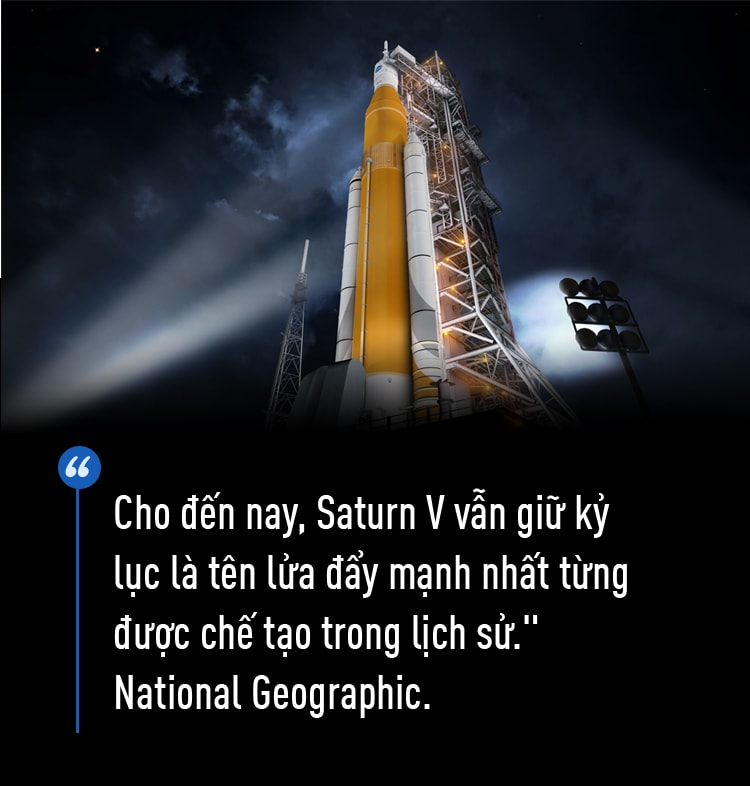 “
Cho đến nay, Saturn V vẫn giữ kỷ
lục là tên lửa đẩy mạnh nhất từng
được chế tạo trong lịch sử."
National Geographic.